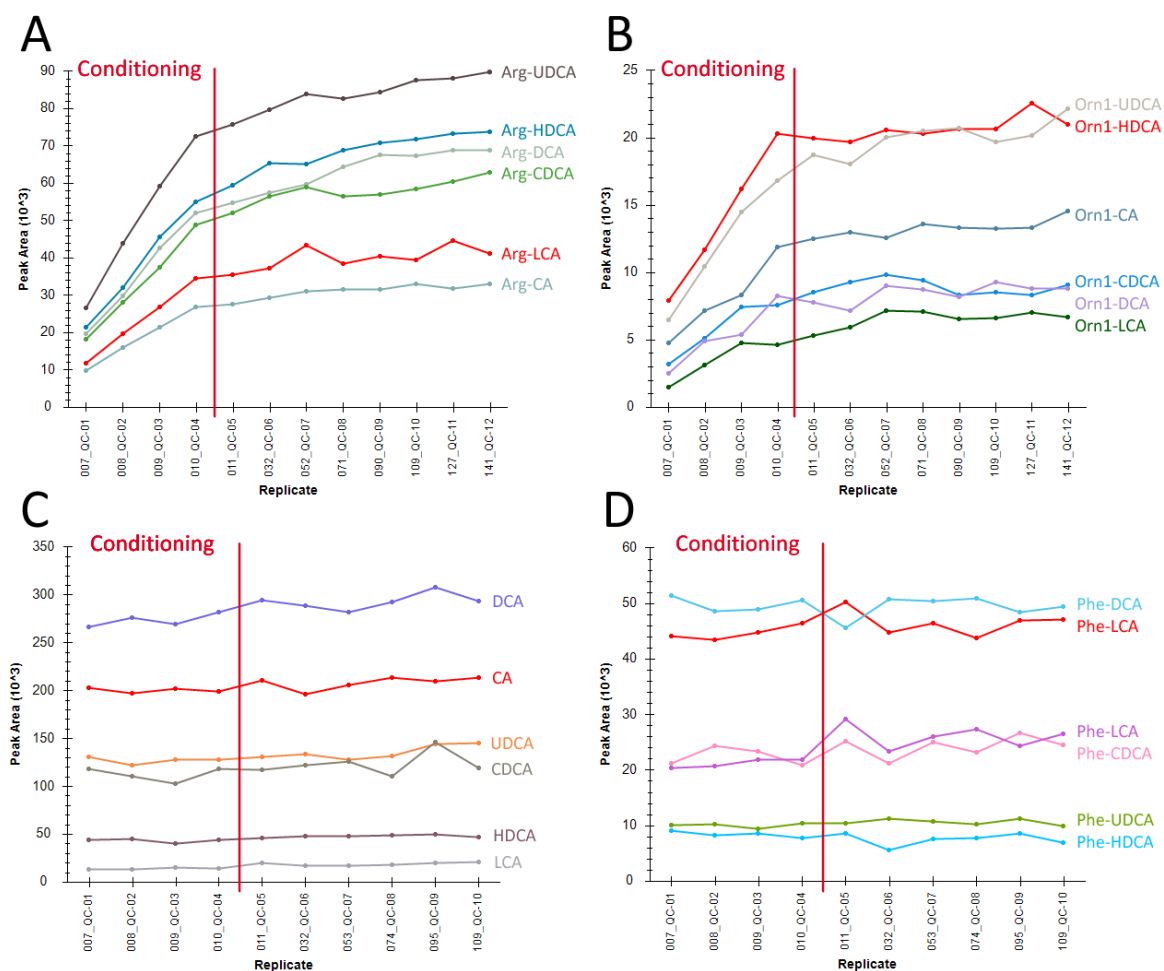 A
Conditioning
90
80
70
60
50
40
30
20
10
0
Peak Area (10^3)
Arg-UDCA
Arg-HDCA
Arg-DCA
Arg-CDCA
Arg-LCA
Arg-CA
007_QC-01
008_QC-02
009_QC-03
010_QC-04
011_QC-05
032_QC-06
052_QC-07
071_QC-08
090_QC-09
109_QC-10
127_QC-11
141_QC-12
Replicate
B
Conditioning
25
20
15
10
5
0
Peak Area (10^3)
Orn1-UDCA
Orn1-HDCA
Orn1-CA
Orn1-CDCA
Orn1-DCA
Orn1-LCA
007_QC-01
008_QC-02
009_QC-03
010_QC-04
011_QC-05
032_QC-06
052_QC-07
071_QC-08
090_QC-09
109_QC-10
127_QC-11
141_QC-12
Replicate
C
Conditioning
350
300
250
200
150
100
50
0
Peak Area (10^3)
DCA
CA
UDCA
CDCA
HDCA
LCA
007_QC-01
008_QC-02
009_QC-03
010_QC-04
011_QC-05
032_QC-06
053_QC-07
074_QC-08
095_QC-09
109_QC-10
Replicate
D
Conditioning
60
50
40
30
20
10
0
Peak Area (10^3)
Phe-DCA
Phe-LCA
Phe-LCA
Phe-CDCA
Phe-UDCA
Phe-HDCA
007_QC-01
008_QC-02
009_QC-03
010_QC-04
011_QC-05
032_QC-06
053_QC-07
074_QC-08
095_QC-09
109_QC-10
Replicate